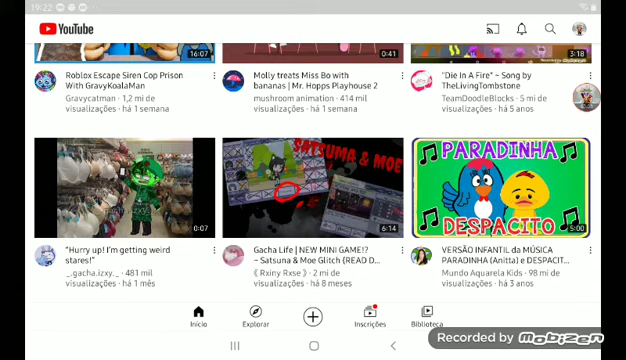 19:22
YouTube
16:07
0:41
3:18
Roblox Escape Siren Cop Prison
With GravyKoalaMan
Gravycatman · 1,2 mi de
visualizações · há 1 semana
Molly treats Miss Bo with
bananas | Mr. Hopps Playhouse 2
mushroom animation · 414 mil
visualizações · há 1 semana
"Die In A Fire" ~ Song by
TheLivingTombstone
TeamDoodleBlocks · 5 mi de
visualizações · há 5 anos
0:07
SATSUMA & MOE
6:14
PARADINHA
DESPACITO
5:00
"Hurry up! I'm getting weird
stares!"
_.gacha.izzy._ · 481 mil
visualizações · há 1 mês
Gacha Life | NEW MINI GAME!?
~ Satsuna & Moe Glitch {READ D...
《 Rxiny Rxse 》 · 2 mi de
visualizações · há 8 meses
VERSÃO INFANTIL da MÚSICA
PARADINHA (Anitta) e DESPACIT...
Mundo Aquarela Kids · 98 mi de
visualizações · há 3 anos
Início
Explorar
Inscrições
Biblioteca
Recorded by Mobizen